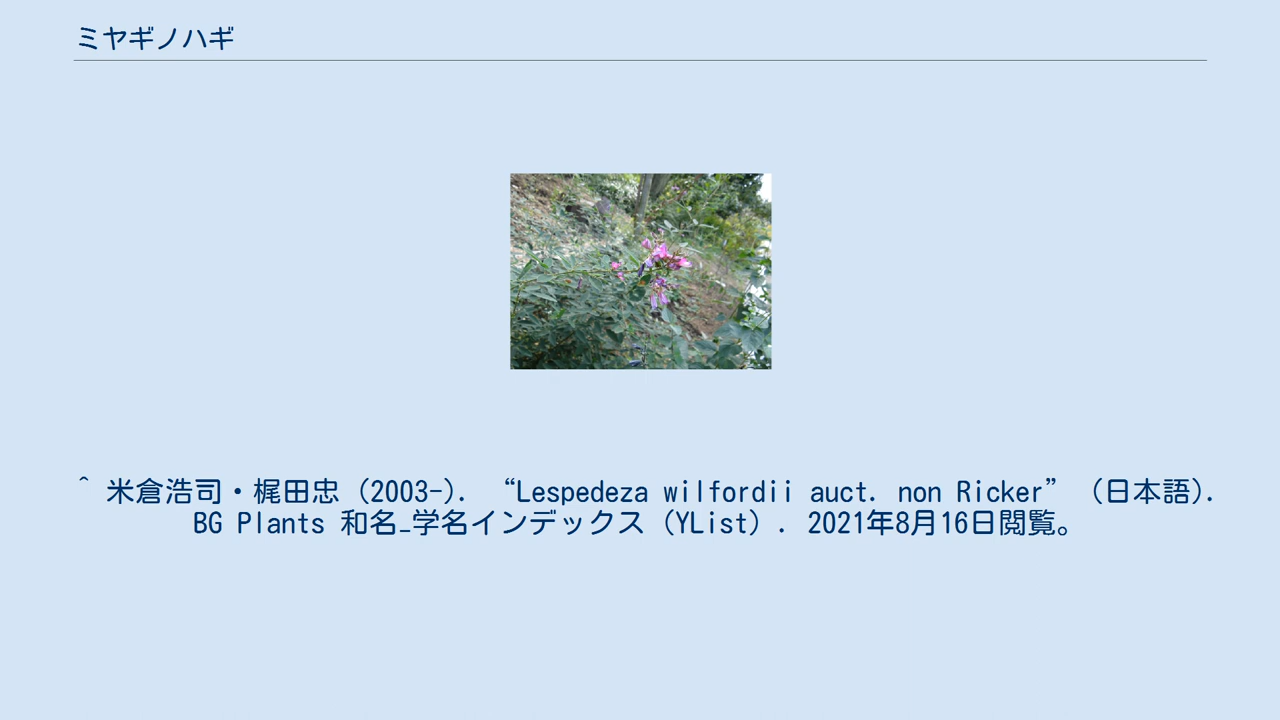 ミヤギノハギ
^ 米倉浩司・梶田忠 (2003-). “Lespedeza wilfordii auct. non Ricker” (日本語).
BG Plants 和名−学名インデックス（YList）. 2021年8月16日閲覧。